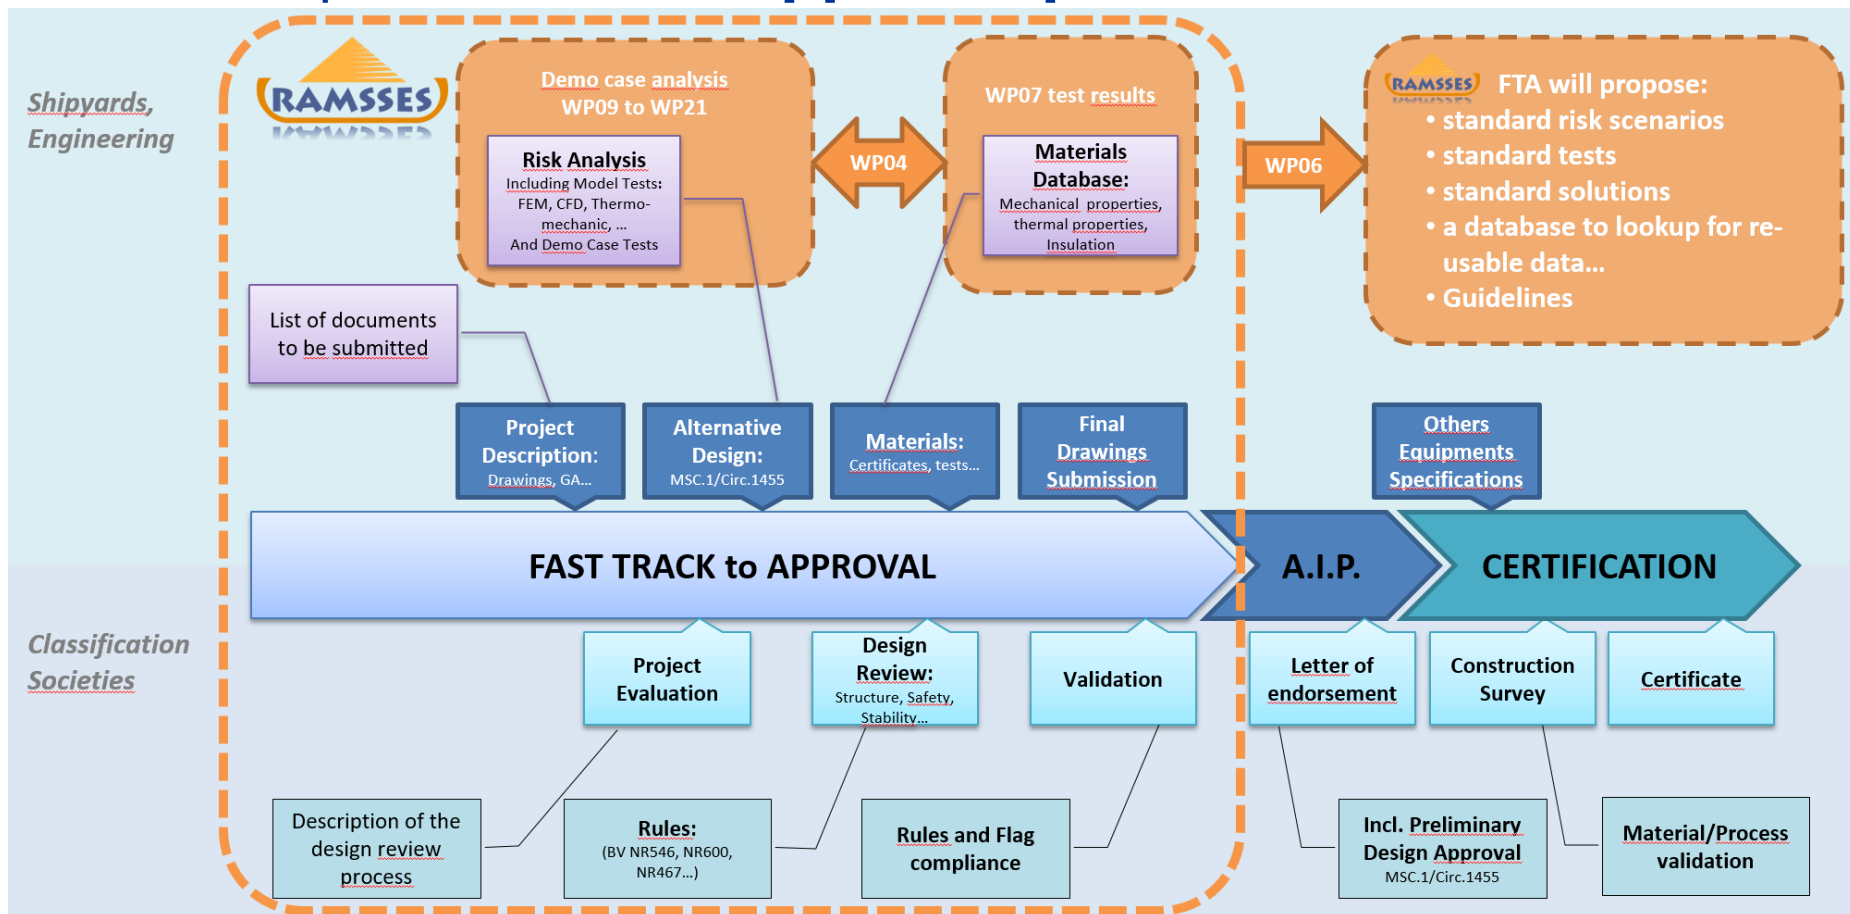 Shipyards,
Engineering
RAMSSES
Demo case analysis
WP09 to WP21
Risk Analysis
Including Model Tests:
FEM, CFD, Thermo-
mechanic, ...
And Demo Case Tests
WP04
WP07 test results
Materials
Database:
Mechanical properties,
thermal properties,
Insulation
WP06
RAMSSES
FTA will propose:
• standard risk scenarios
• standard tests
• standard solutions
• a database to lookup for re-
usable data...
• Guidelines
List of documents
to be submitted
Project
Description:
Drawings, GA...
Alternative
Design:
MSC.1/Circ.1455
Materials:
Certificates, tests...
Final
Drawings
Submission
Others
Equipments
Specifications
FAST TRACK to APPROVAL
A.I.P.
CERTIFICATION
Classification
Societies
Project
Evaluation
Design
Review:
Structure, Safety,
Stability...
Validation
Letter of
endorsement
Construction
Survey
Certificate
Description of the
design review
process
Rules:
(BV NR546, NR600,
NR467...)
Rules and Flag
compliance
Incl. Preliminary
Design Approval
MSC.1/Circ.1455
Material/Process
validation